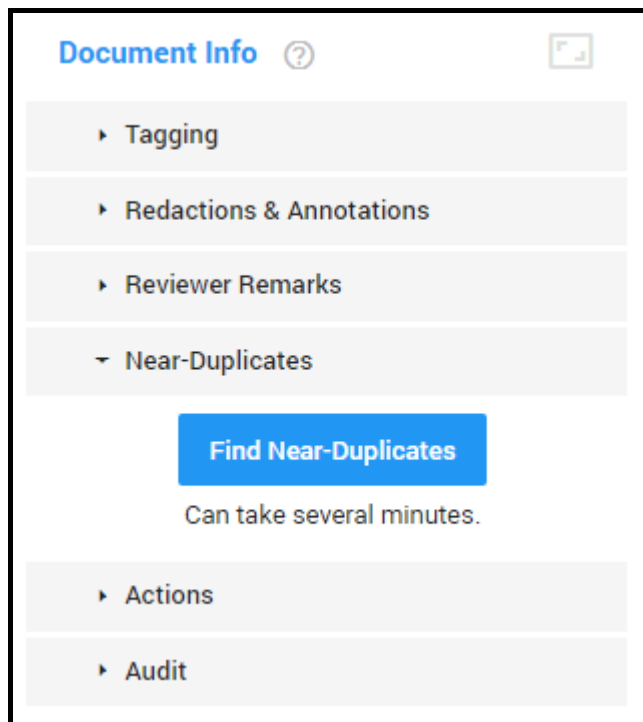 Document Info
Tagging
Redactions & Annotations
Reviewer Remarks
Near-Duplicates
Find Near-Duplicates
Can take several minutes.
Actions
Audit